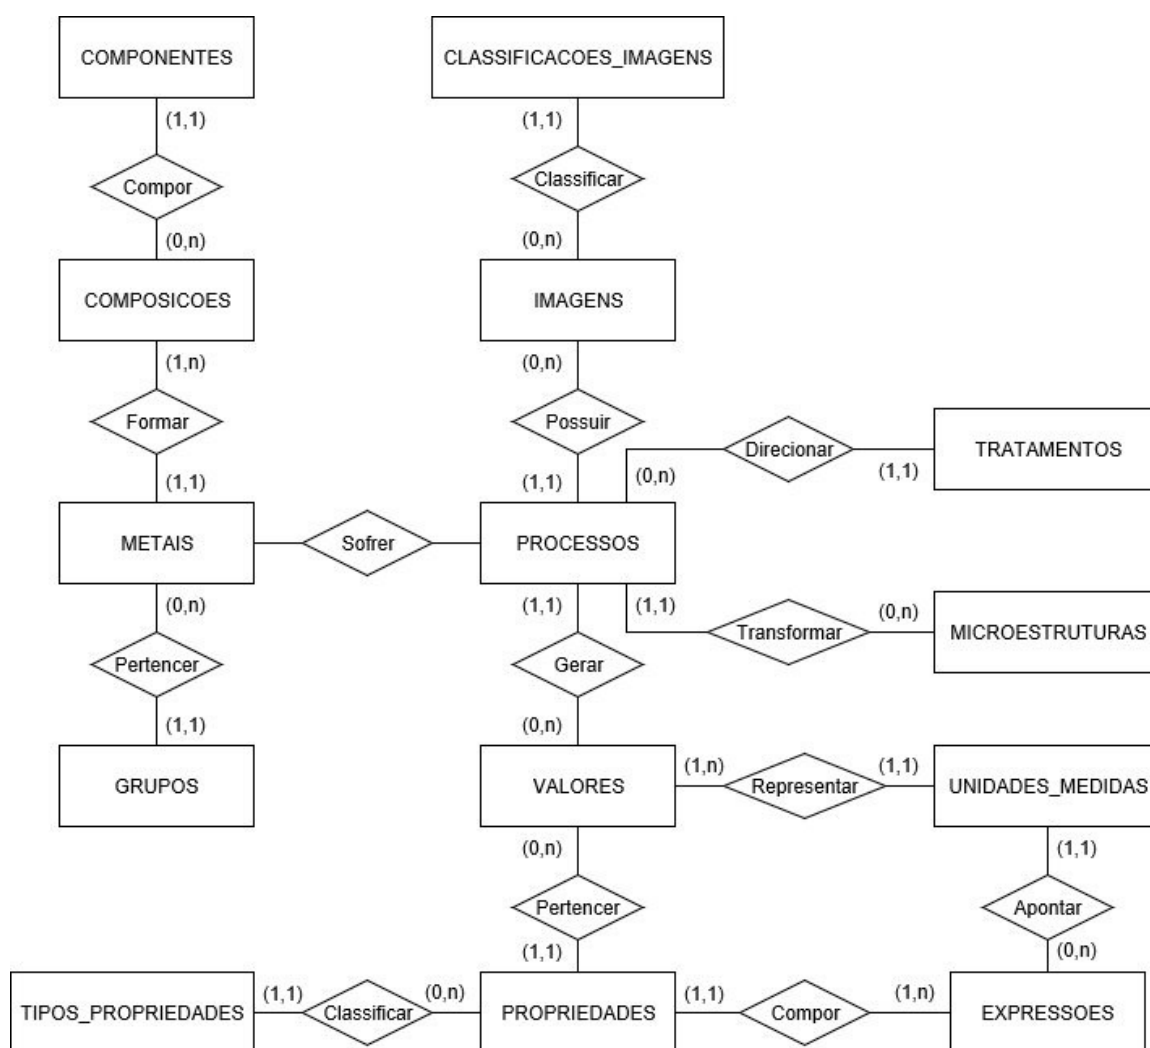 COMPONENTES
CLASSIFICACOES_IMAGENS
(1,1)
(1,1)
Compor
Classificar
(0,n)
(0,n)
COMPOSICOES
IMAGENS
(1,n)
(0,n)
Formar
Possuir
Direcionar
TRATAMENTOS
(0,n)
(1,1)
(1,1)
(1,1)
METAIS
Sofrer
PROCESSOS
(0,n)
(1,1)
(1,1)
(0,n)
Transformar
MICROESTRUTURAS
Pertencer
Gerar
(1,1)
(0,n)
GRUPOS
VALORES
(1,n)
Representar
(1,1)
UNIDADES_MEDIDAS
(0,n)
(1,1)
Pertencer
Apontar
(1,1)
(0,n)
TIPOS_PROPRIEDADES
(1,1)
Classificar
(0,n)
PROPRIEDADES
(1,1)
Compor
(1,n)
EXPRESSOES